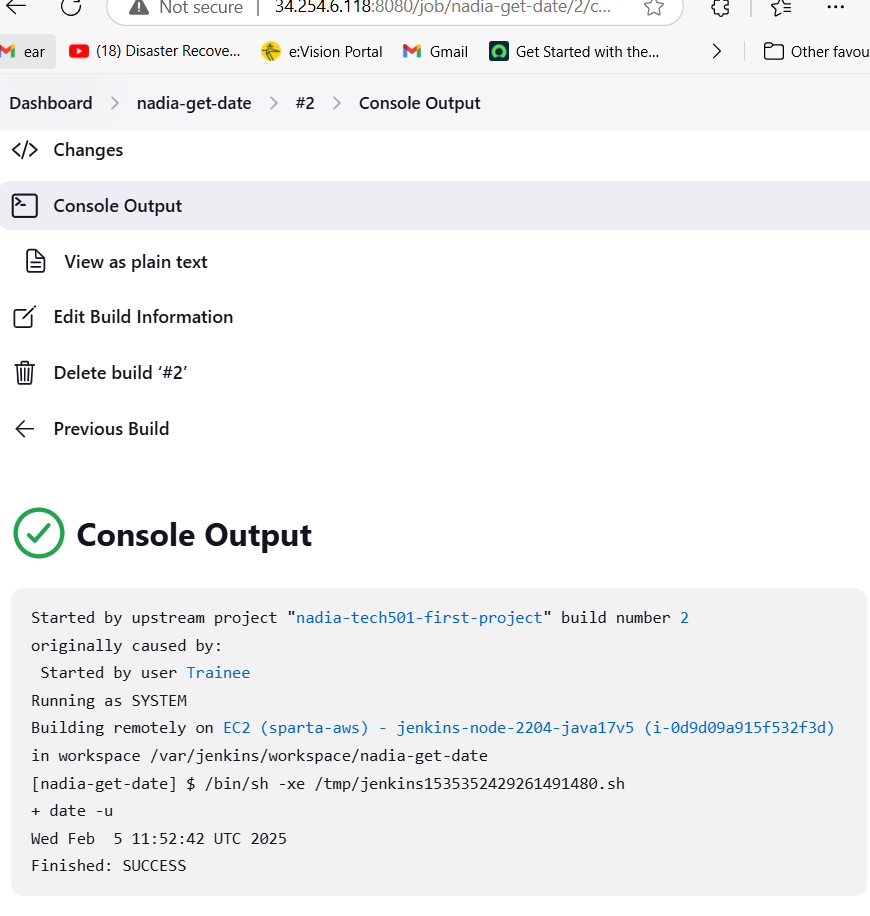 Not secure | 34.254.6.118:8080/job/nadia-get-date/2/c...
ear (18) Disaster Recove... e:Vision Portal Gmail Get Started with the... Other favou
Dashboard nadia-get-date #2 Console Output
Changes
Console Output
View as plain text
Edit Build Information
Delete build ‘#2’
Previous Build
Console Output
Started by upstream project "nadia-tech501-first-project" build number 2
originally caused by:
Started by user Trainee
Running as SYSTEM
Building remotely on EC2 (sparta-aws) - jenkins-node-2204-java17v5 (i-0d9d09a915f532f3d)
in workspace /var/jenkins/workspace/nadia-get-date
[nadia-get-date] $ /bin/sh -xe /tmp/jenkins1535352429261491480.sh
+ date -u
Wed Feb  5 11:52:42 UTC 2025
Finished: SUCCESS